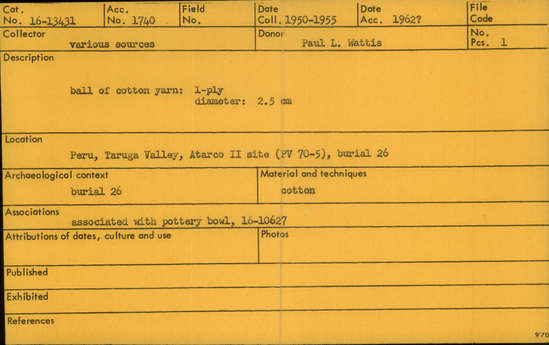 Cat. No. 16-13431 Acc. No. 1740 Field No. Date Coll. 1950-1955 Date Acc. 1962? File Code
Collector various sources Donor Paul L. Wattis No. Pcs. 1
Description
ball of cotton yarn: 1-ply
diameter: 2.5 cm
Location
Peru, Taruga Valley, Atarco II site (PV 70-5), burial 26
Archaeological context Material and techniques
burial 26 cotton
Associations
associated with pottery bowl, 16-10627
Attributions of dates, culture and use Photos
Published
Exhibited
References
9/70